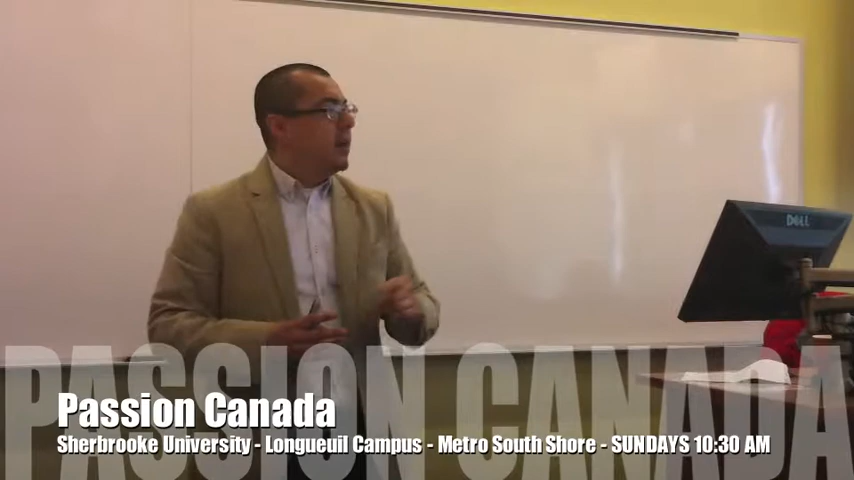 DELL
PASSION CANADA
Passion Canada
Sherbrooke University - Longueuil Campus - Metro South Shore - SUNDAYS 10:30 AM